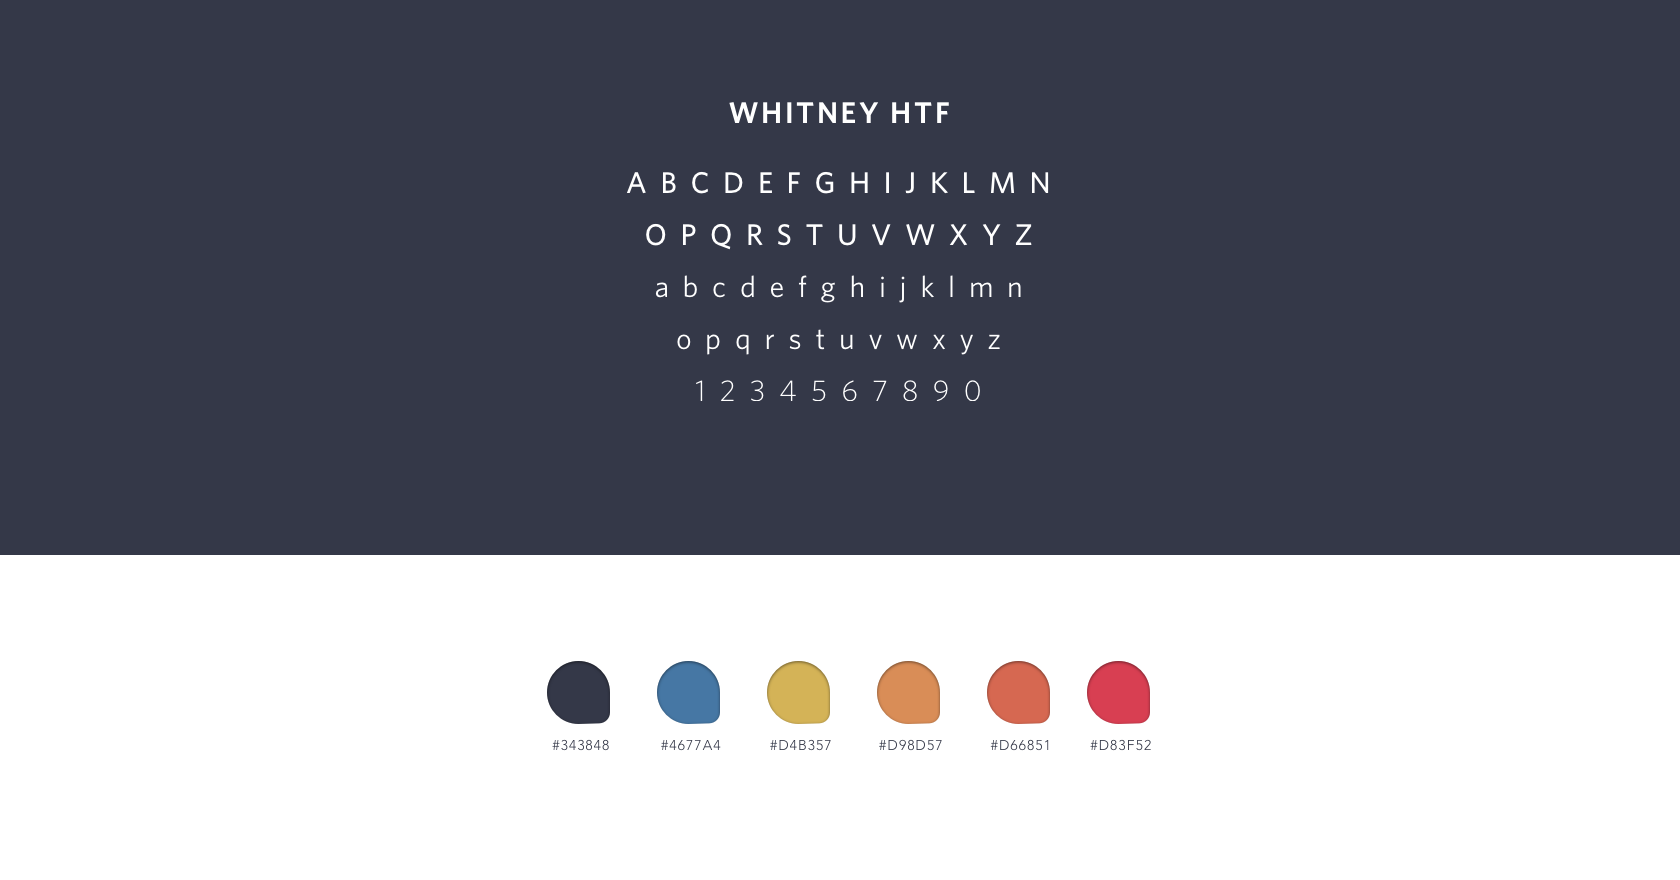 WHITNEY HTF
A B C D E F G H I J K L M N
O P Q R S T U V W X Y Z
a b c d e f g h i j k l m n
o p q r s t u v w x y z
1 2 3 4 5 6 7 8 9 0
#343848 #4677A4 #D4B357 #D98D57 #D66851 #D83F52